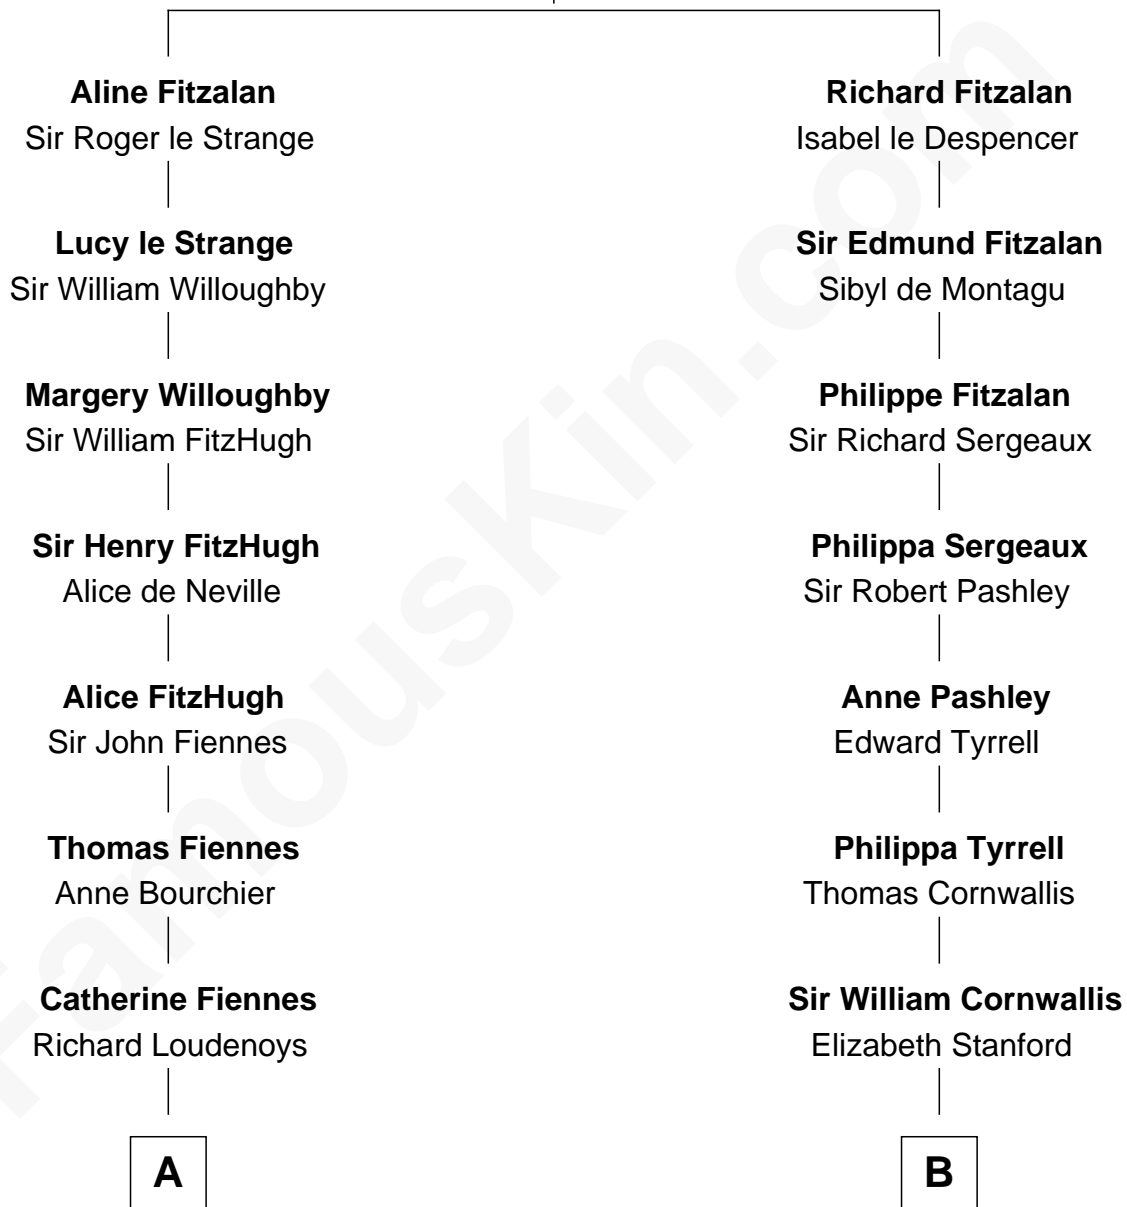 Aline Fitzalan
Sir Roger le Strange
Richard Fitzalan
Isabel le Despencer
Lucy le Strange
Sir William Willoughby
Sir Edmund Fitzalan
Sibyl de Montagu
Margery Willoughby
Sir William FitzHugh
Philippe Fitzalan
Sir Richard Sergeaux
Sir Henry FitzHugh
Alice de Neville
Philippa Sergeaux
Sir Robert Pashley
Alice FitzHugh
Sir John Fiennes
Anne Pashley
Edward Tyrrell
Thomas Fiennes
Anne Bourchier
Philippa Tyrrell
Thomas Cornwallis
Catherine Fiennes
Richard Loudenoys
Sir William Cornwallis
Elizabeth Stanford
A
B
FamousKin.com